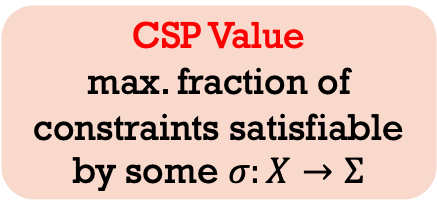 CSP Value
max. fraction of
constraints satisfiable
by some 𝜎: 𝑋 → Σ